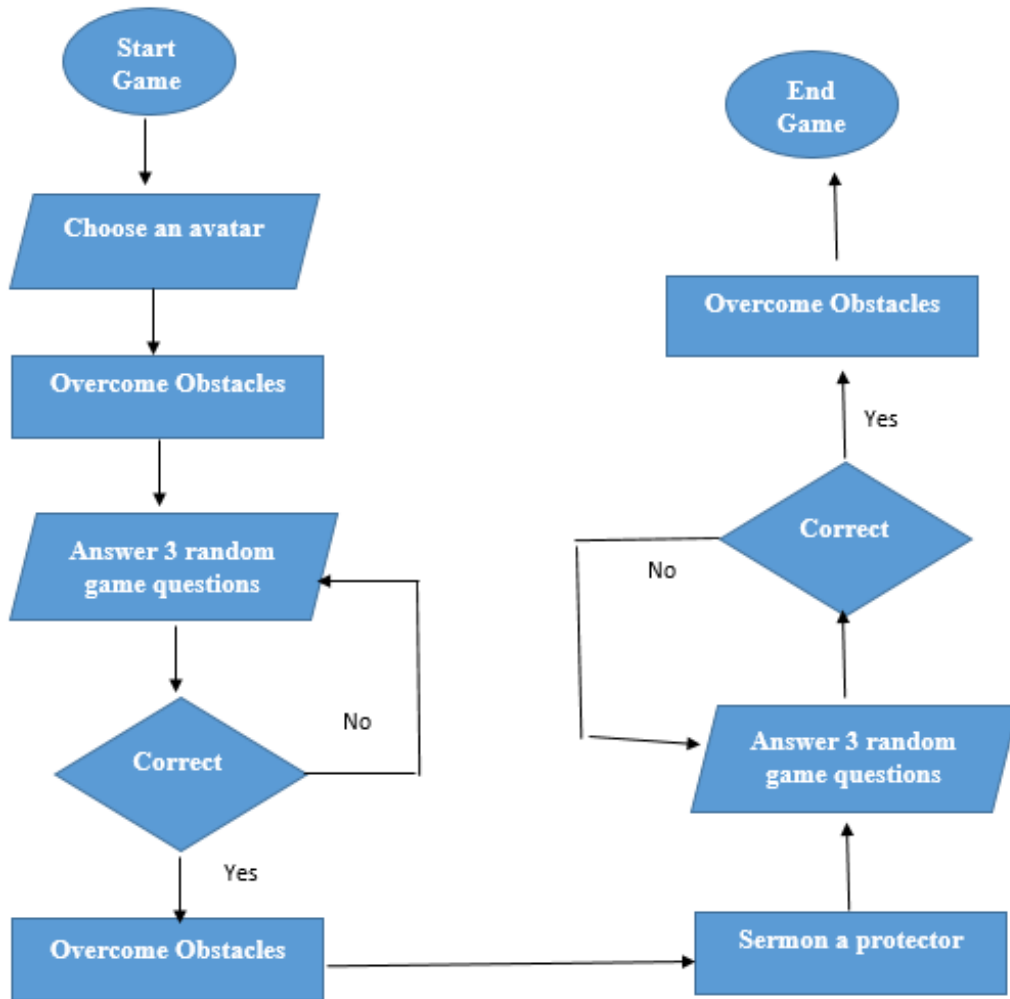 Start
Game
Choose an avatar
Overcome Obstacles
Answer 3 random
game questions
No
Correct
Yes
Overcome Obstacles
Sermon a protector
Answer 3 random
game questions
No
Correct
Yes
Overcome Obstacles
End
Game